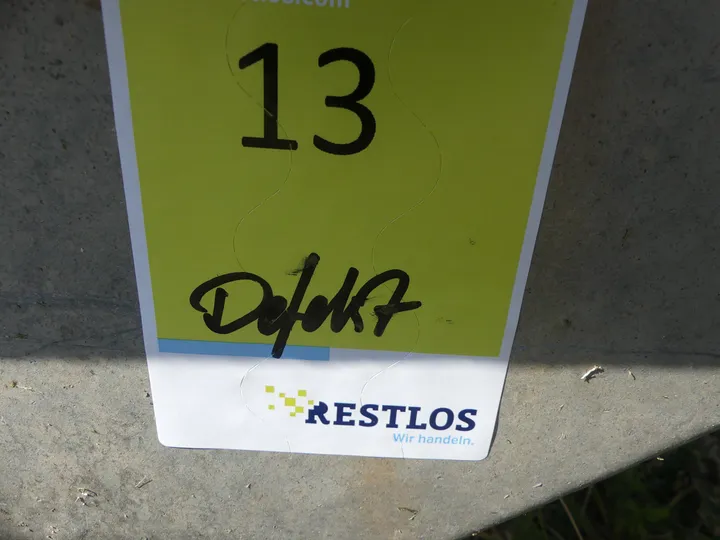 13
Defekt
RESTLOS
Wir handeln.